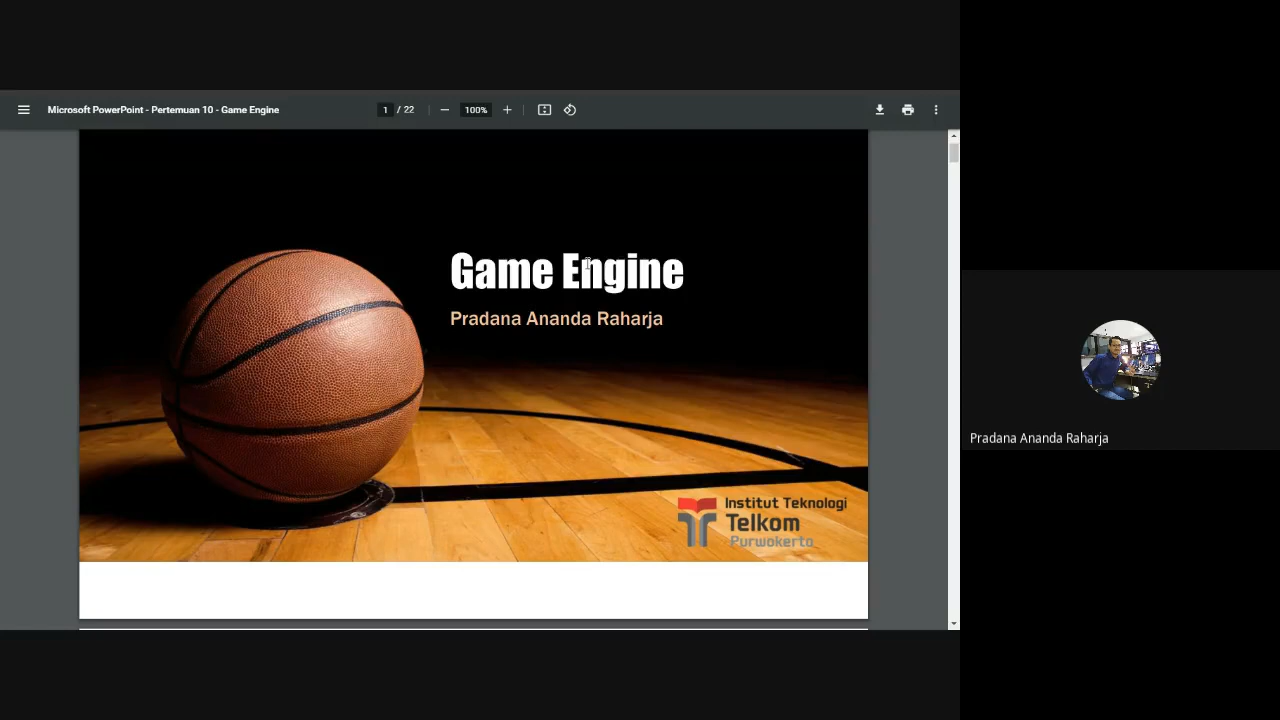 Microsoft PowerPoint - Pertemuan 10 - Game Engine
1 / 22
100%
Game Engine
Pradana Ananda Raharja
Institut Teknologi
Telkom
Purwokerto
Pradana Ananda Raharja